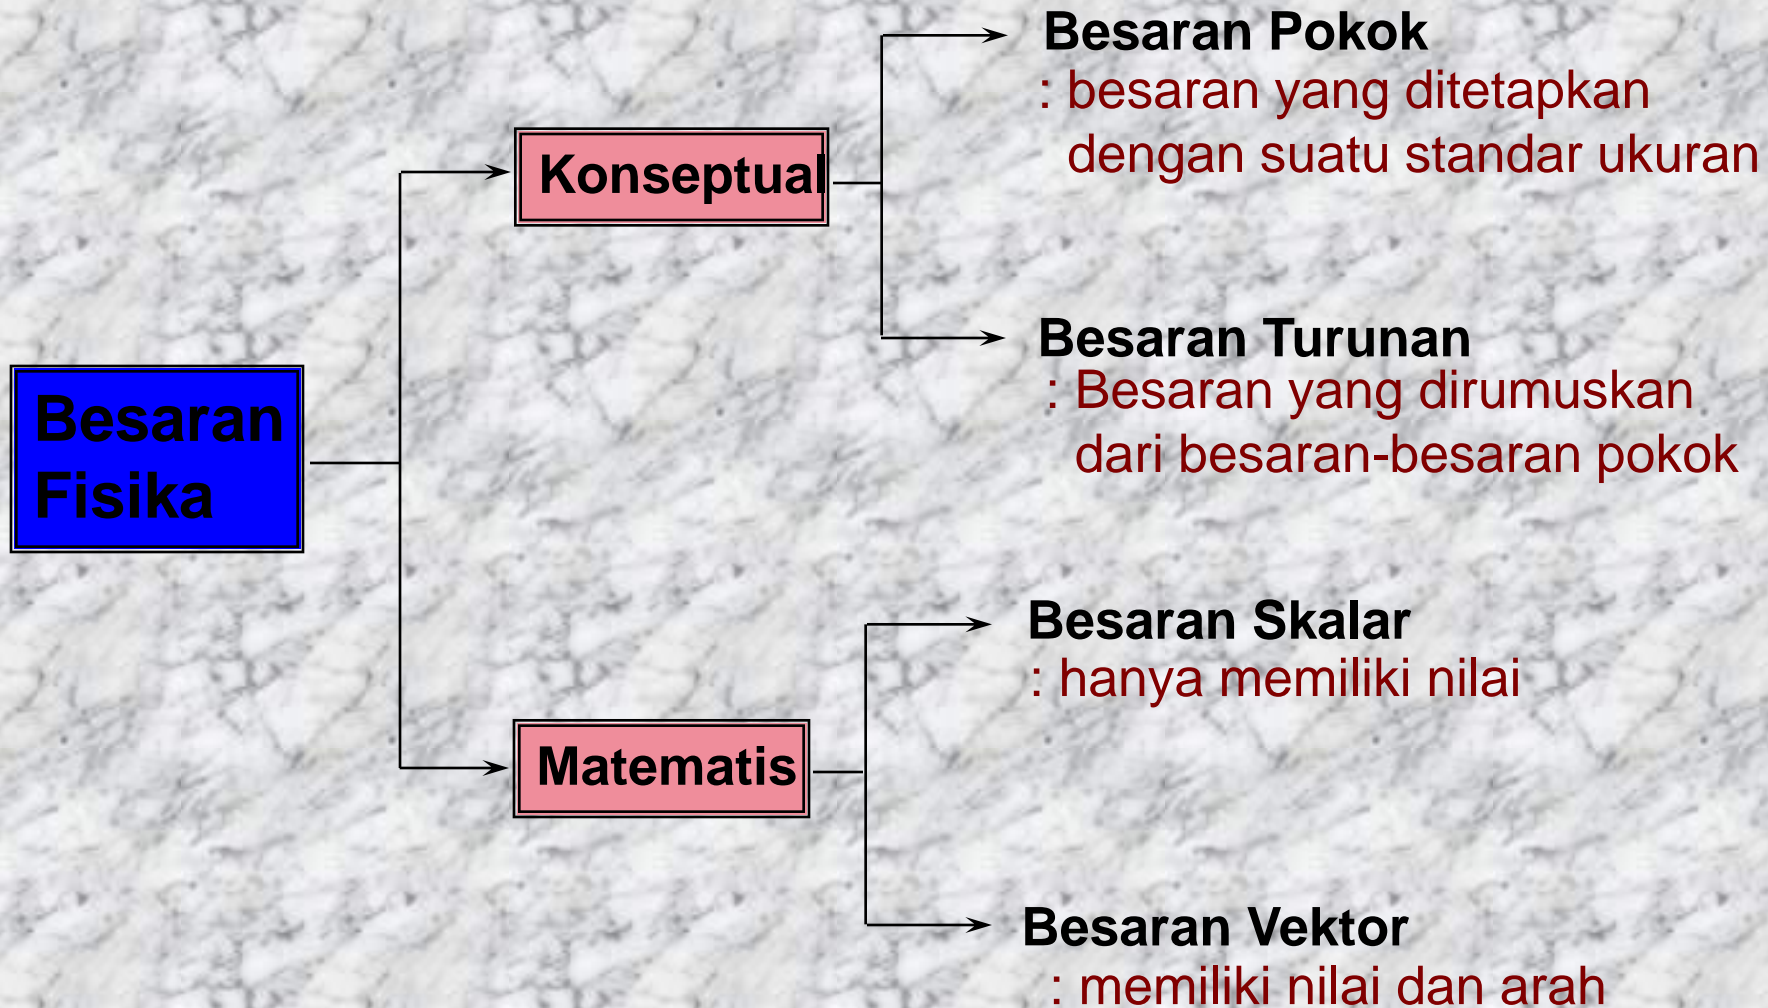 Besaran Pokok
: besaran yang ditetapkan
dengan suatu standar ukuran
Konseptual
Besaran Turunan
: Besaran yang dirumuskan
dari besaran-besaran pokok
Besaran
Fisika
Besaran Skalar
: hanya memiliki nilai
Matematis
Besaran Vektor
: memiliki nilai dan arah